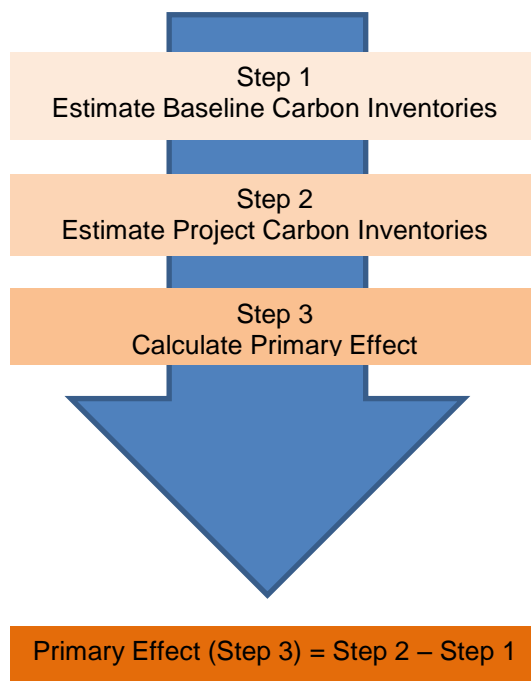 Step 1
Estimate Baseline Carbon Inventories
Step 2
Estimate Project Carbon Inventories
Step 3
Calculate Primary Effect
Primary Effect (Step 3) = Step 2 – Step 1